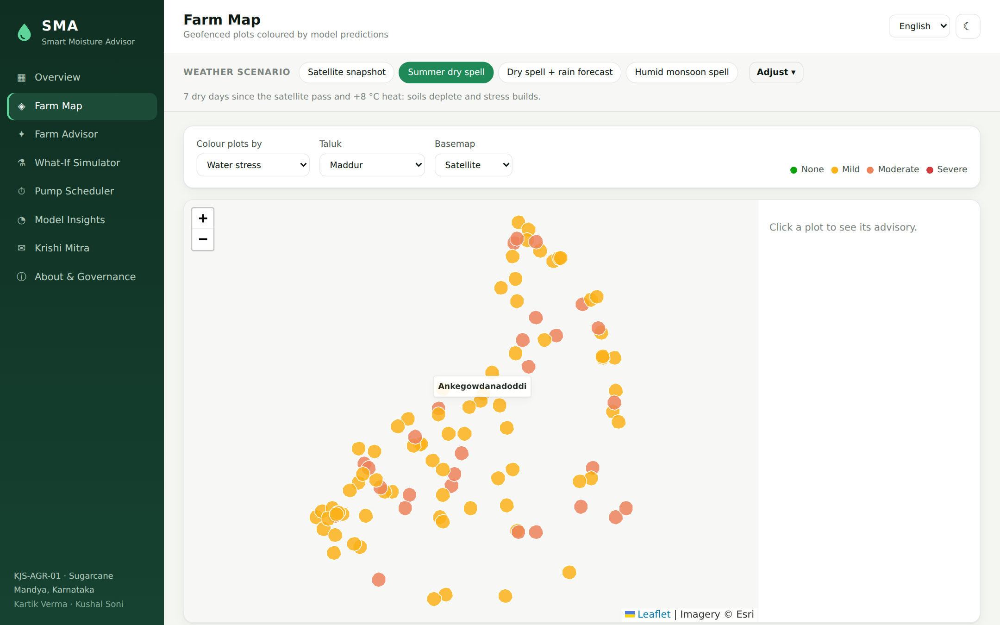 SMA
Smart Moisture Advisor
Overview
Farm Map
Farm Advisor
What-If Simulator
Pump Scheduler
Model Insights
Krishi Mitra
About & Governance
KJS-AGR-01 · Sugarcane
Mandya, Karnataka
Kartik Verma · Kushal Soni
Farm Map
Geofenced plots coloured by model predictions
English
WEATHER SCENARIO Satellite snapshot Summer dry spell Dry spell + rain forecast Humid monsoon spell Adjust ▾
7 dry days since the satellite pass and +8 °C heat: soils deplete and stress builds.
Colour plots by Taluk Basemap
Water stress Maddur Satellite
None Mild Moderate Severe
+
−
Click a plot to see its advisory.
Ankegowdanadoddi
Leaflet | Imagery © Esri